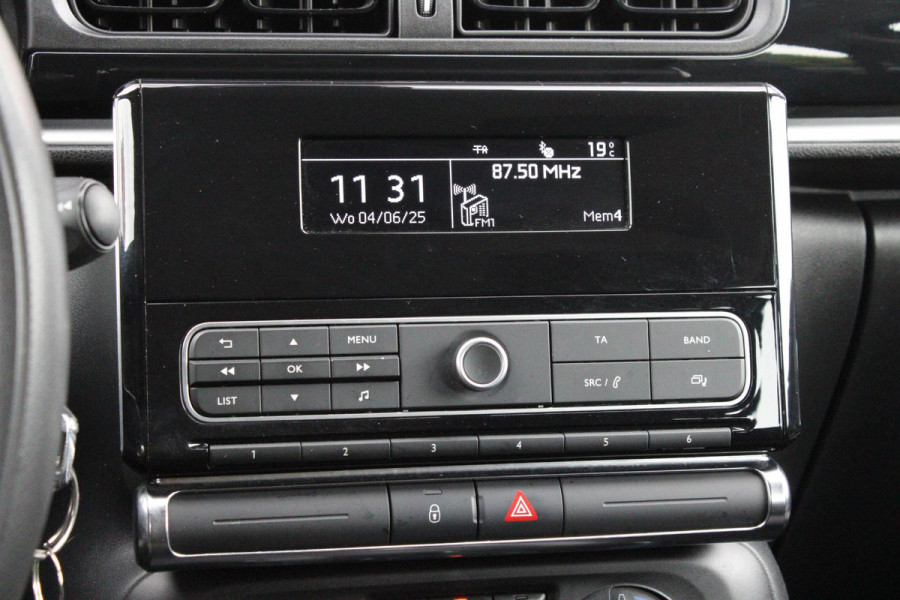 TA 19°C
11 31
87.50 MHz
Wo 04/06/25
FM1
Mem4
MENU
OK
LIST
TA
BAND
SRC /
1 2 3 4 5 6